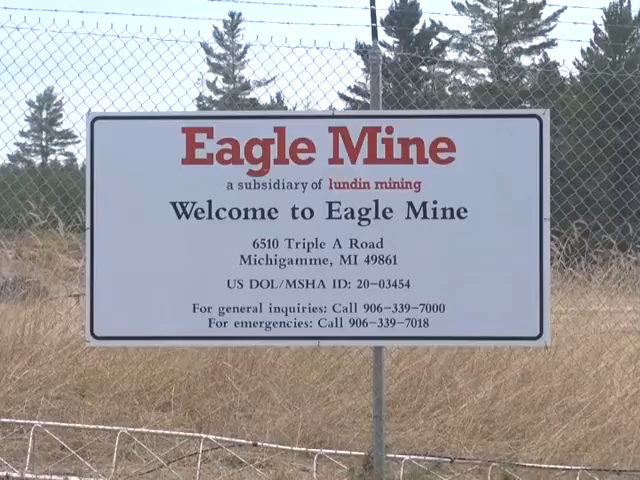 Eagle Mine
a subsidiary of lundin mining
Welcome to Eagle Mine
6510 Triple A Road
Michigamme, MI 49861
US DOL/MSHA ID: 20-03454
For general inquiries: Call 906-339-7000
For emergencies: Call 906-339-7018